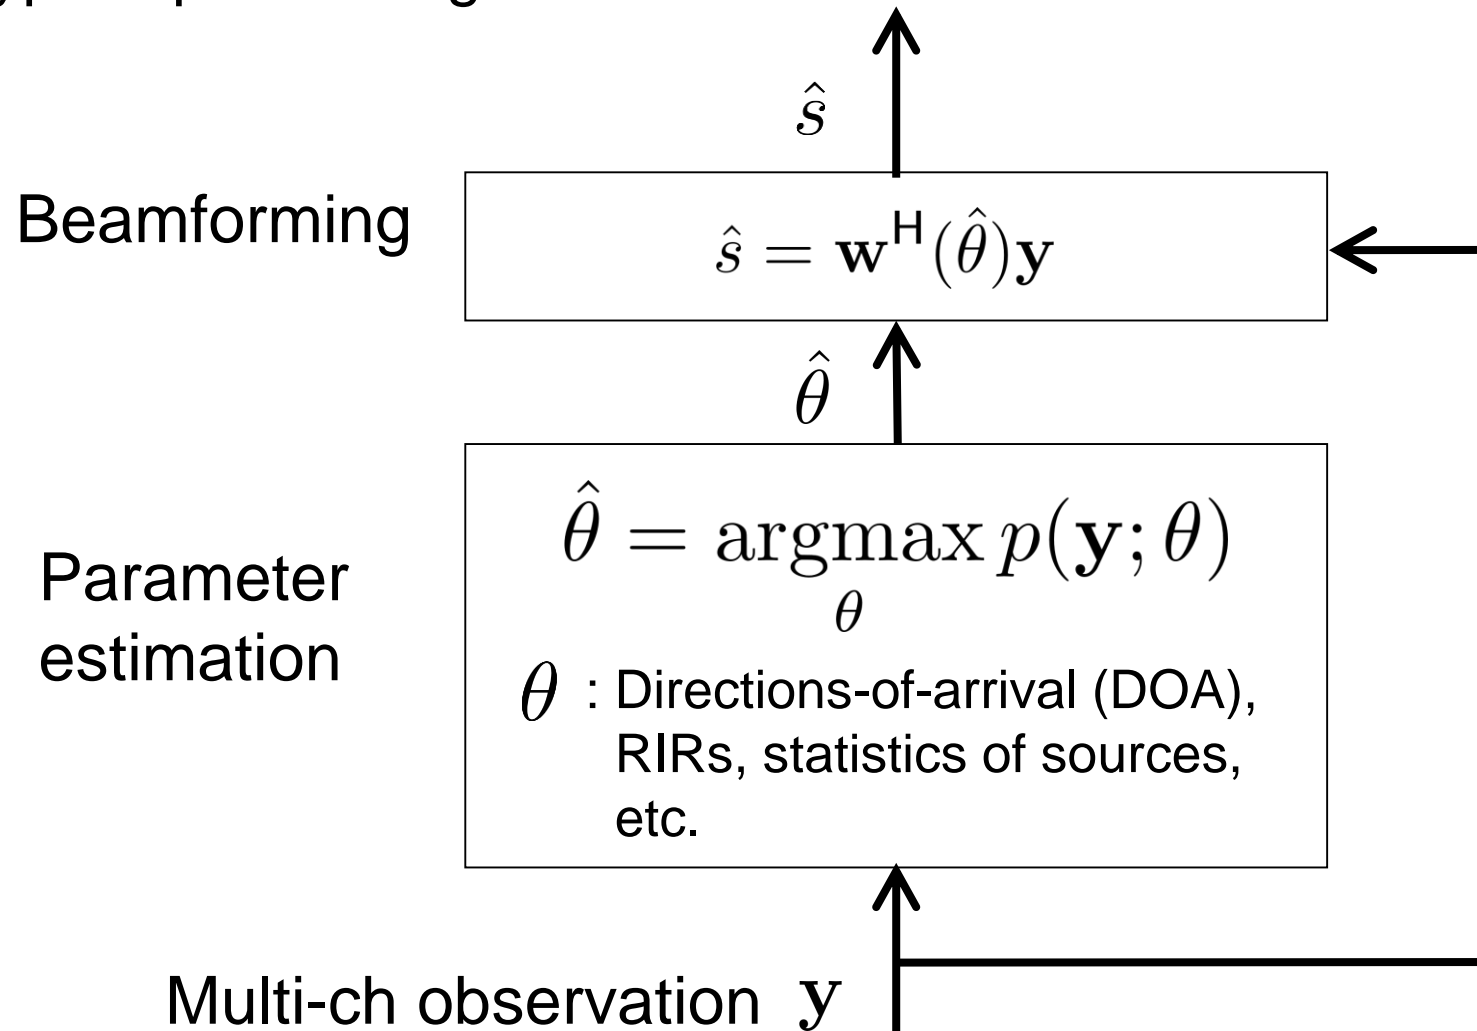 ŝ
Beamforming
ŝ = w^H(θ̂)y
θ̂
θ̂ = argmax p(y; θ)
θ
Parameter
estimation
θ : Directions-of-arrival (DOA),
RIRs, statistics of sources,
etc.
Multi-ch observation y